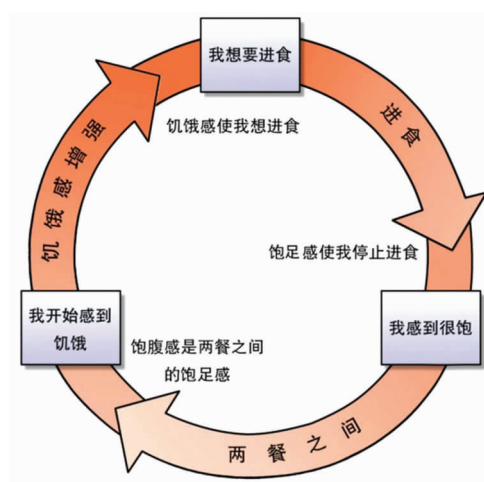 我想要进食
进食
饥饿感增强
饥饿感使我想进食
饱足感使我停止进食
我开始感到
饥饿
我感到很饱
饱腹感是两餐之间
的饱足感
两餐之间